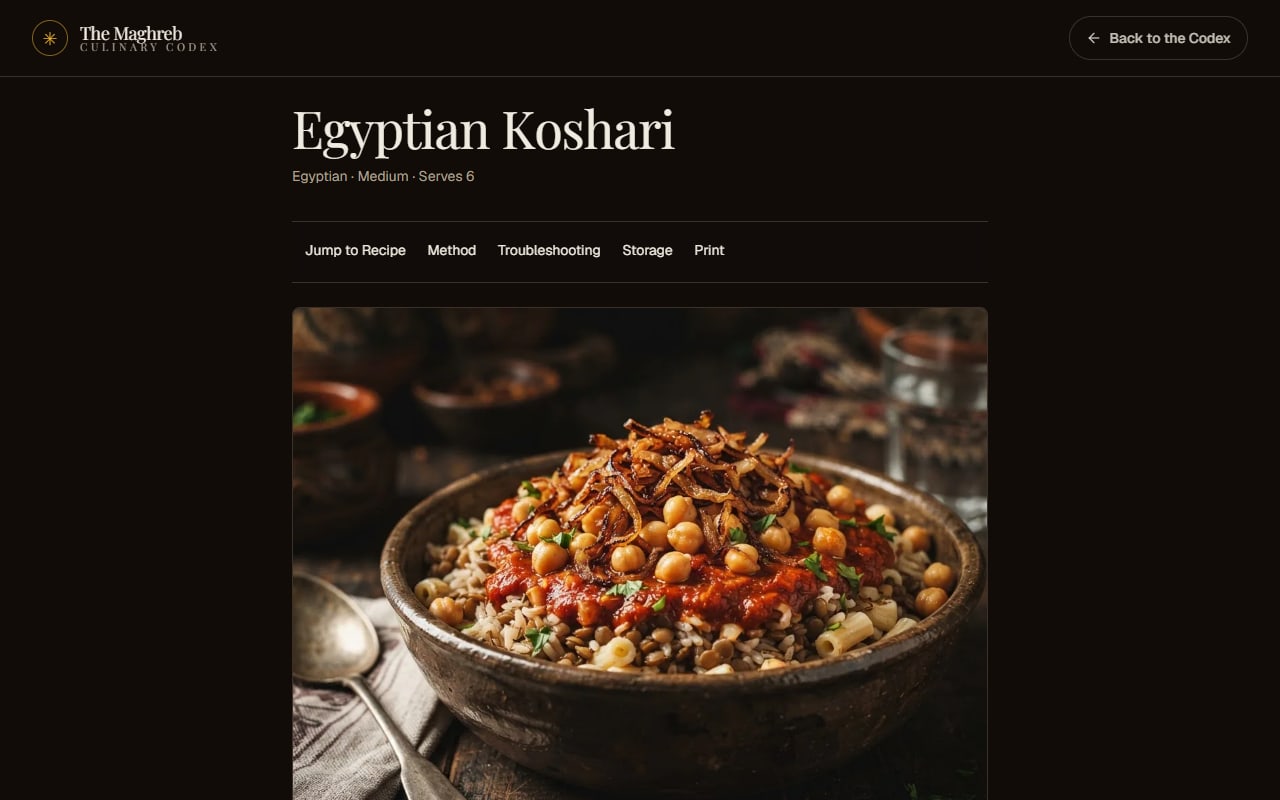 The Maghreb
CULINARY CODEX
← Back to the Codex
Egyptian Koshari
Egyptian · Medium · Serves 6
Jump to Recipe Method Troubleshooting Storage Print